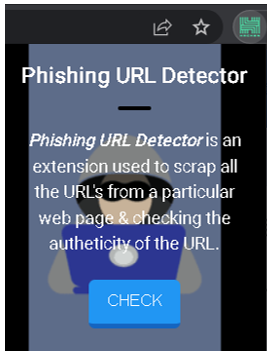 Phishing URL Detector
Phishing URL Detector is an
extension used to scrap all
the URL's from a particular
web page & checking the
autheticity of the URL.
CHECK